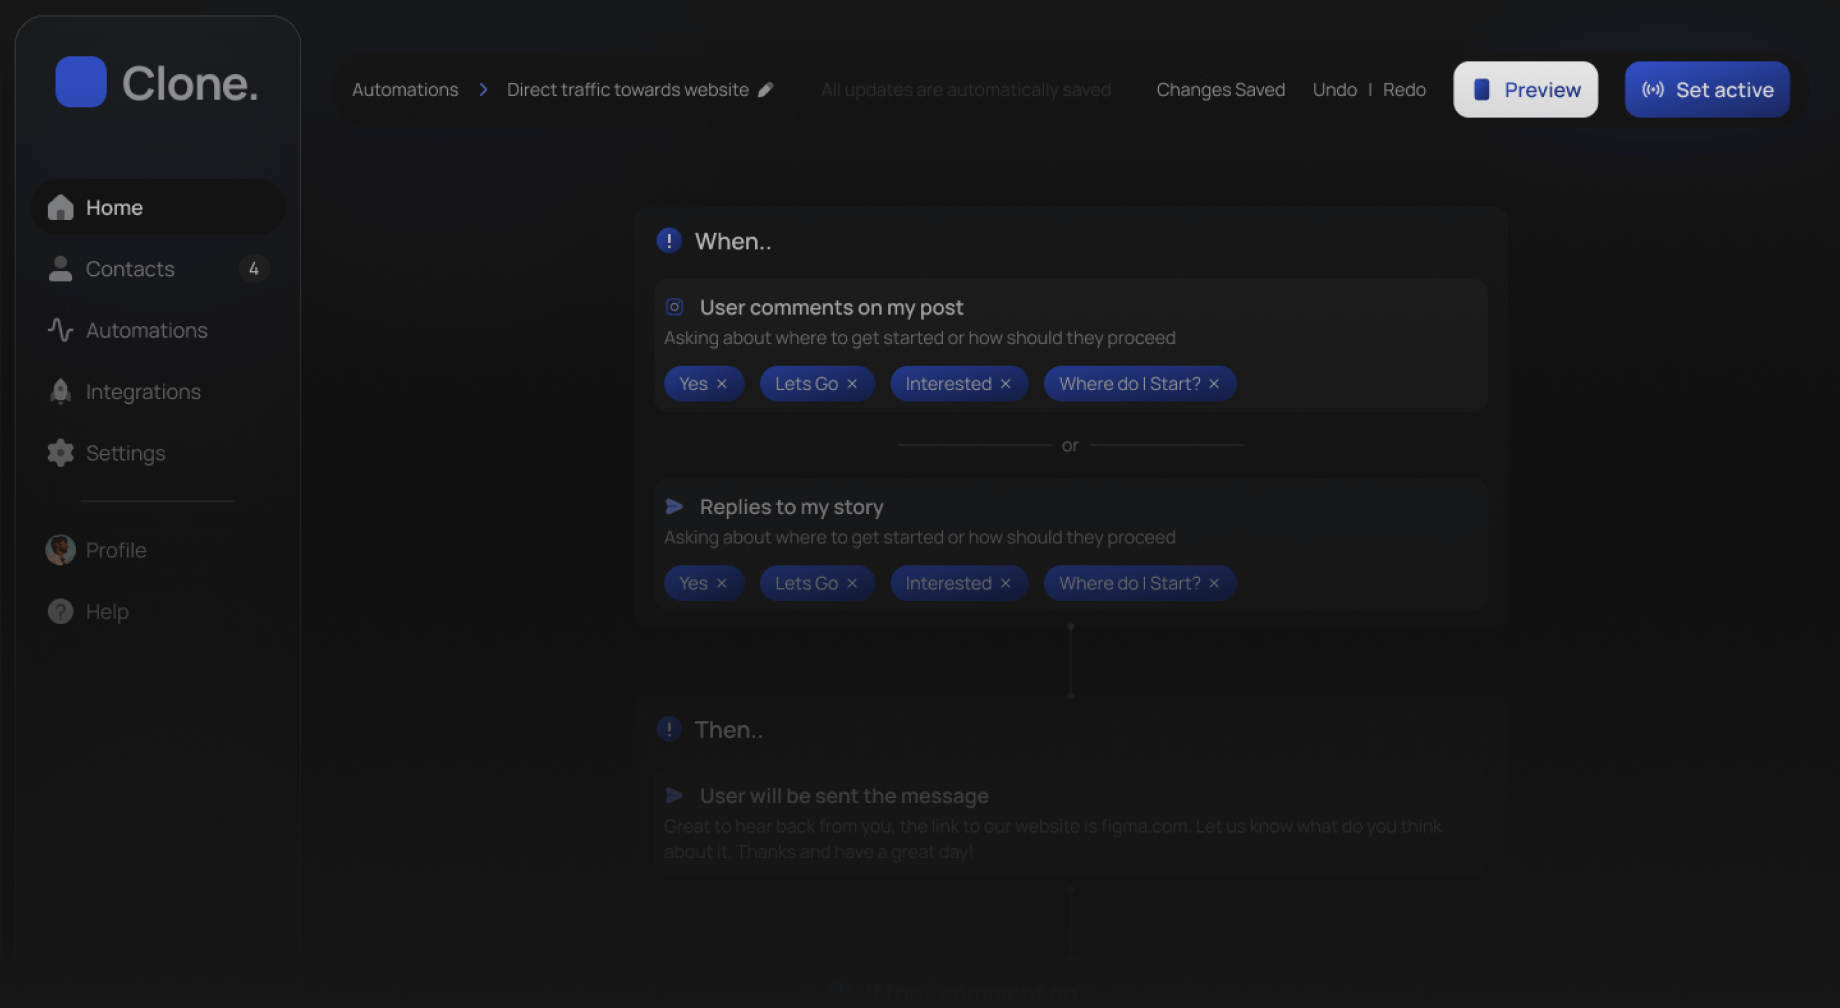 Clone.
Home
Contacts 4
Automations
Integrations
Settings
Profile
Help
Automations > Direct traffic towards website
All updates are automatically saved
Changes Saved
Undo | Redo
Preview
Set active
When..
User comments on my post
Asking about where to get started or how should they proceed
Yes × Lets Go × Interested × Where do I Start? ×
or
Replies to my story
Asking about where to get started or how should they proceed
Yes × Lets Go × Interested × Where do I Start? ×
Then..
User will be sent the message
Great to hear back from you, the link to our website is figma.com. Let us know what do you think
about it. Thanks and have a great day!
If they comment on